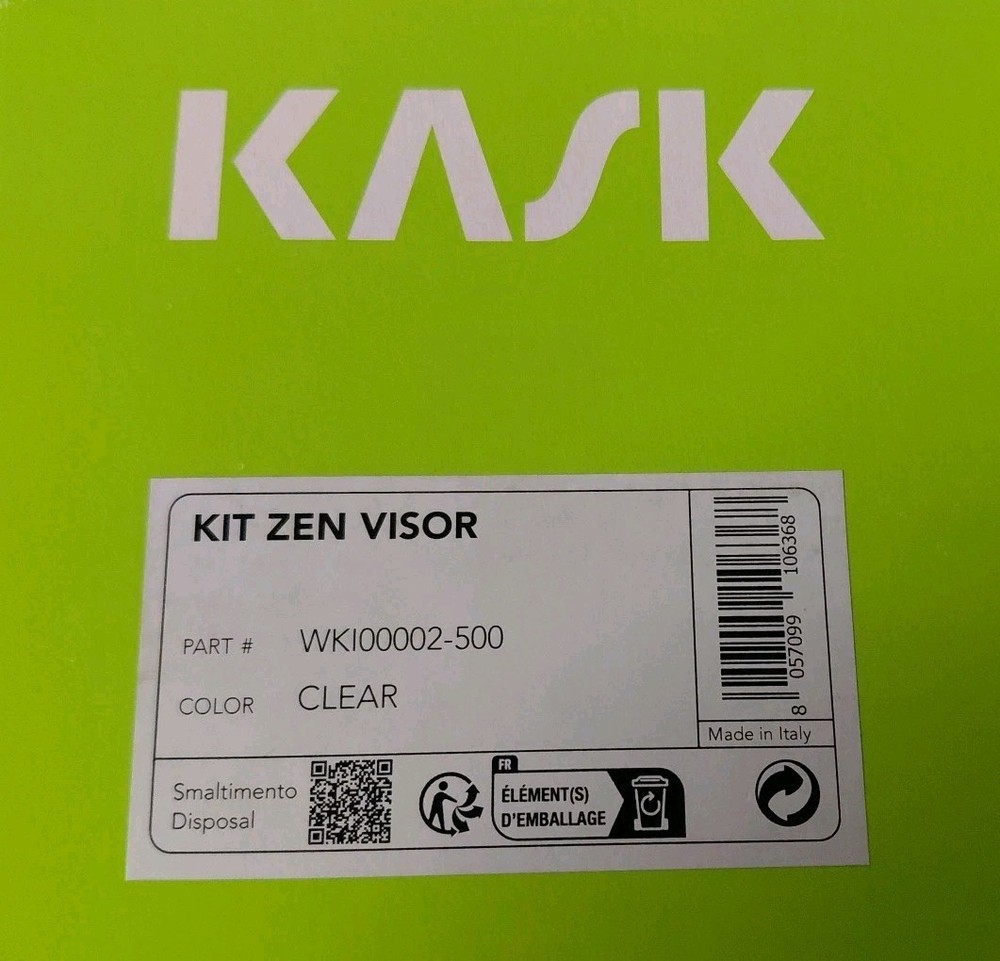 KASK
KIT ZEN VISOR
PART # WKI00002-500
COLOR CLEAR
8 057099 106368
Made in Italy
Smaltimento
Disposal
FR
ÉLÉMENT(S)
D'EMBALLAGE